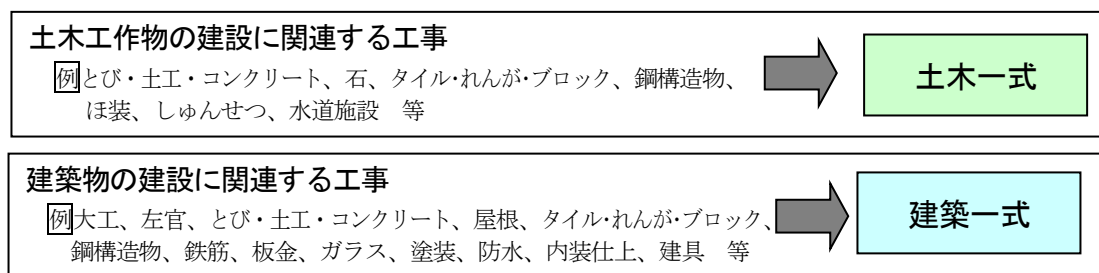 土木工作物の建設に関連する工事
例とび・土工・コンクリート、石、タイル・れんが・ブロック、鋼構造物、
ほ装、しゅんせつ、水道施設　等
土木一式
建築物の建設に関連する工事
例大工、左官、とび・土工・コンクリート、屋根、タイル・れんが・ブロック、
鋼構造物、鉄筋、板金、ガラス、塗装、防水、内装仕上、建具　等
建築一式